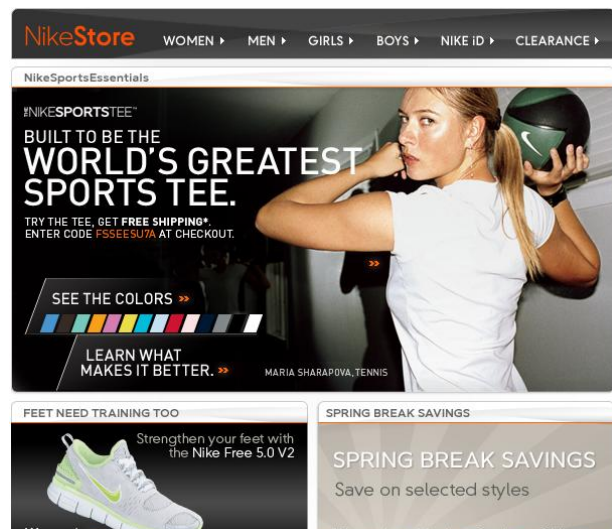 NikeStore
WOMEN MEN GIRLS BOYS NIKE iD CLEARANCE
NikeSportsEssentials
THE NIKESPORTSTEE™
BUILT TO BE THE
WORLD'S GREATEST
SPORTS TEE.
TRY THE TEE, GET FREE SHIPPING*.
ENTER CODE FSSEESU7A AT CHECKOUT.
SEE THE COLORS »
LEARN WHAT
MAKES IT BETTER. »
MARIA SHARAPOVA, TENNIS
FEET NEED TRAINING TOO
Strengthen your feet with
the Nike Free 5.0 V2
SPRING BREAK SAVINGS
SPRING BREAK SAVINGS
Save on selected styles